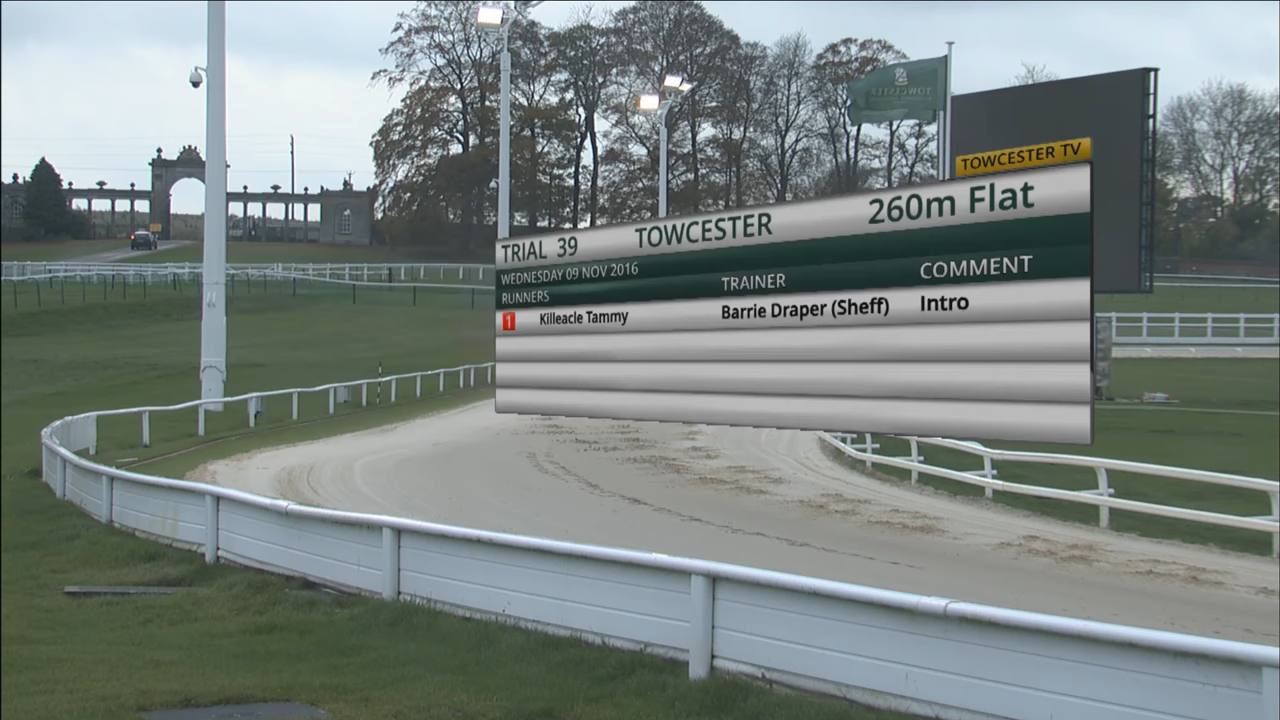 TOWCESTER
TOWCESTER TV
TRIAL 39 TOWCESTER 260m Flat
WEDNESDAY 09 NOV 2016
RUNNERS TRAINER COMMENT
1 Killeacle Tammy Barrie Draper (Sheff) Intro